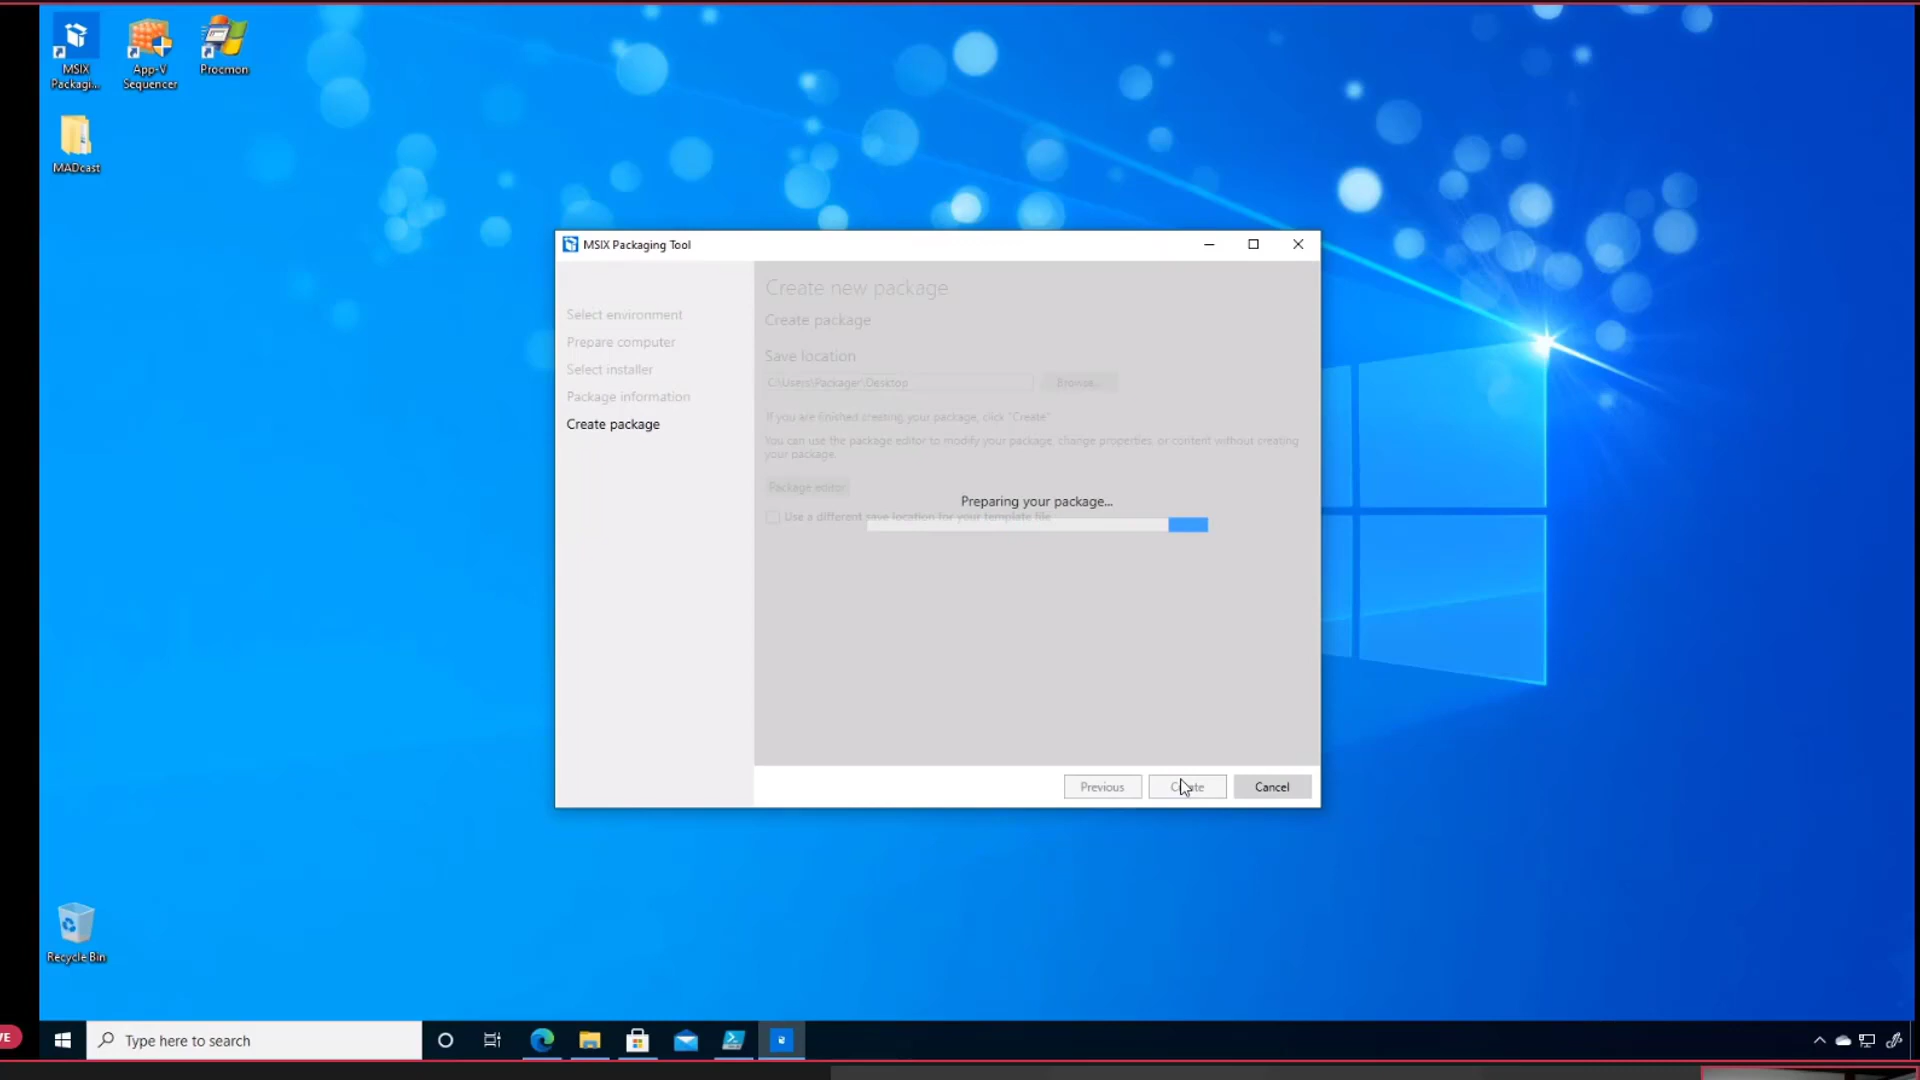 MSIX
Packagi...
App-V
Sequencer
Procmon
MADcast
MSIX Packaging Tool
Create new package
Select environment
Create package
Prepare computer
Save location
Select installer
C:\Users\Packager\Desktop
Browse...
Package information
If you are finished creating your package, click "Create"
Create package
You can use the package editor to modify your package, change properties, or content without creating
your package.
Package editor
Preparing your package...
Use a different save location for your template file
Previous
Create
Cancel
Recycle Bin
VE
Type here to search